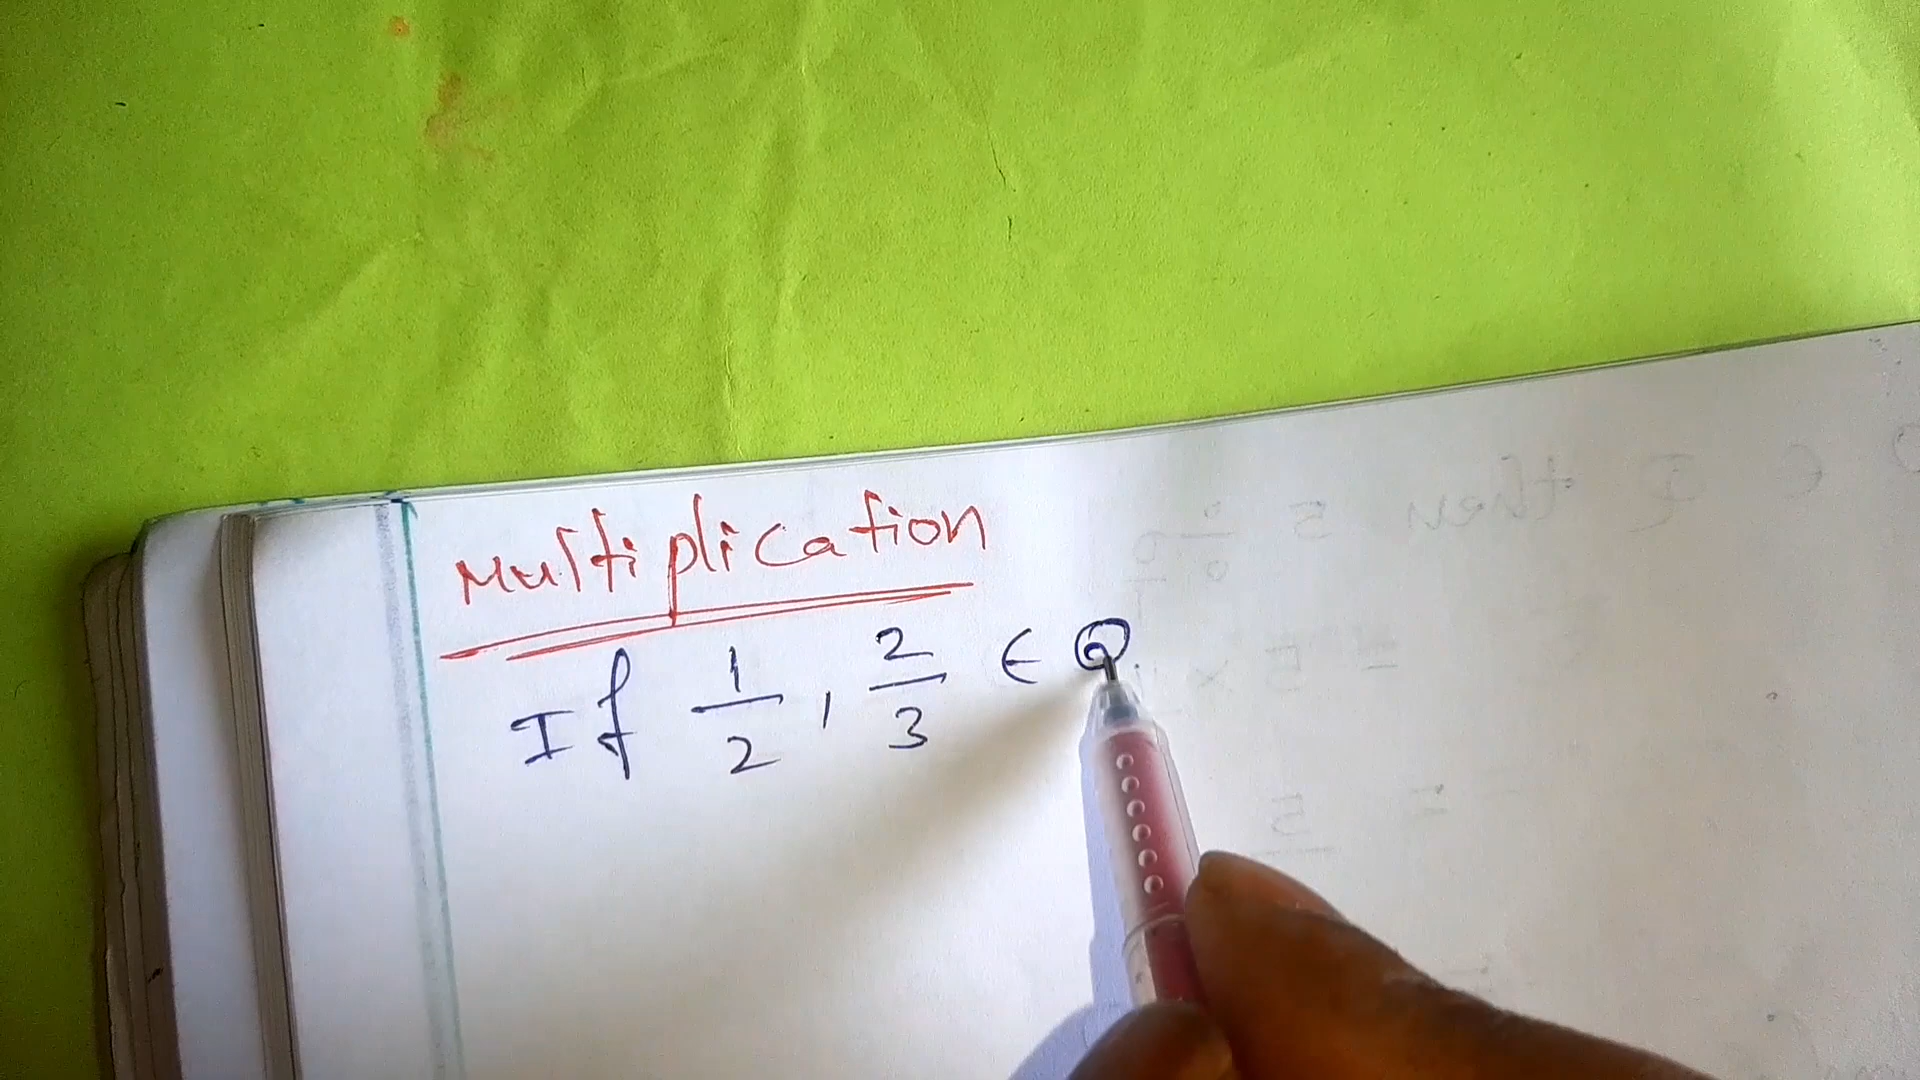 Multiplication
If 1/2, 2/3 ∈ Q